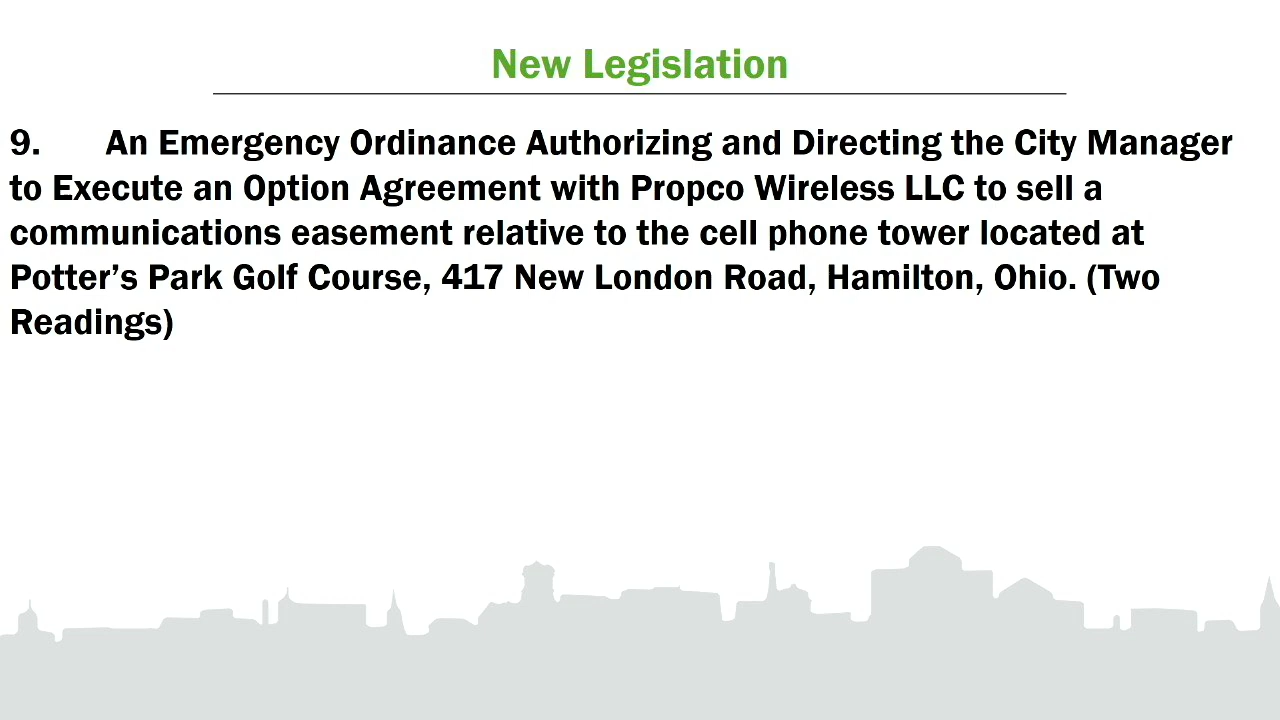 New Legislation
9. An Emergency Ordinance Authorizing and Directing the City Manager
to Execute an Option Agreement with Propco Wireless LLC to sell a
communications easement relative to the cell phone tower located at
Potter’s Park Golf Course, 417 New London Road, Hamilton, Ohio. (Two
Readings)